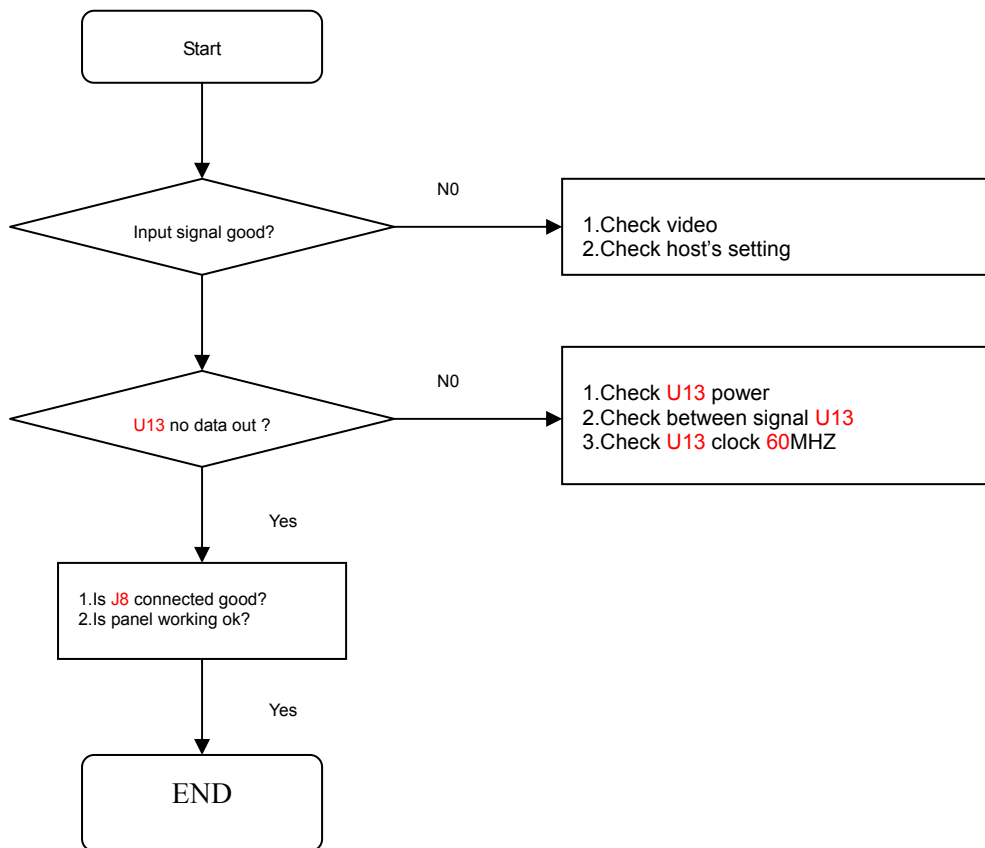 Start
N0
Input signal good?
1.Check video
2.Check host's setting
N0
U13 no data out ?
1.Check U13 power
2.Check between signal U13
3.Check U13 clock 60MHZ
Yes
1.Is J8 connected good?
2.Is panel working ok?
Yes
END